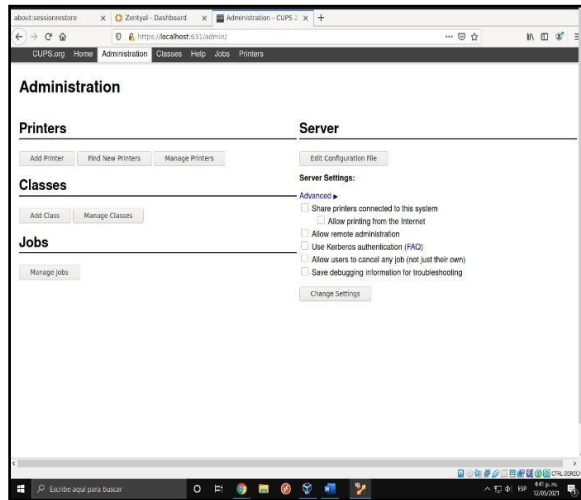 about:sessionrestore × Zentyal - Dashboard × Administration - CUPS 2 × +
https://localhost:631/admin/
CUPS.org Home Administration Classes Help Jobs Printers
Administration
Printers
Add Printer Find New Printers Manage Printers
Classes
Add Class Manage Classes
Jobs
Manage Jobs
Server
Edit Configuration File
Server Settings:
Advanced ▶
Share printers connected to this system
Allow printing from the Internet
Allow remote administration
Use Kerberos authentication (FAQ)
Allow users to cancel any job (not just their own)
Save debugging information for troubleshooting
Change Settings
CTRL DERECHO
Escribe aquí para buscar
ESP
4:41 p.m.
12/05/2021